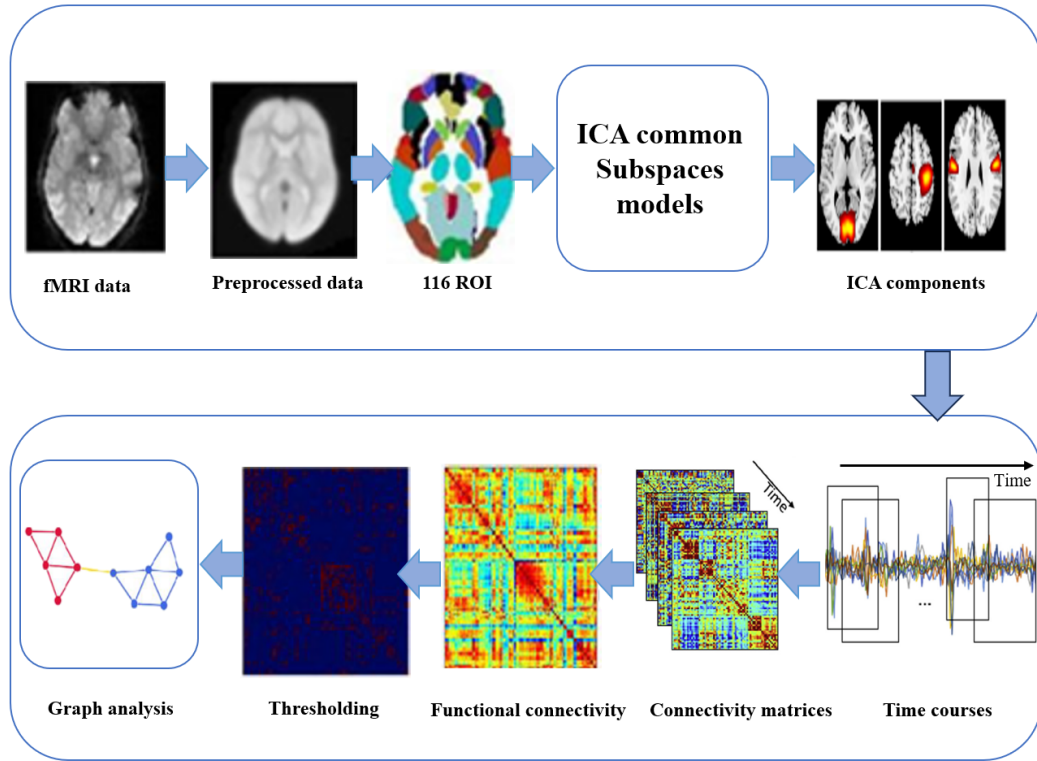 ICA common
Subspaces
models
fMRI data
Preprocessed data
116 ROI
ICA components
Time
Time
...
Graph analysis
Thresholding
Functional connectivity
Connectivity matrices
Time courses